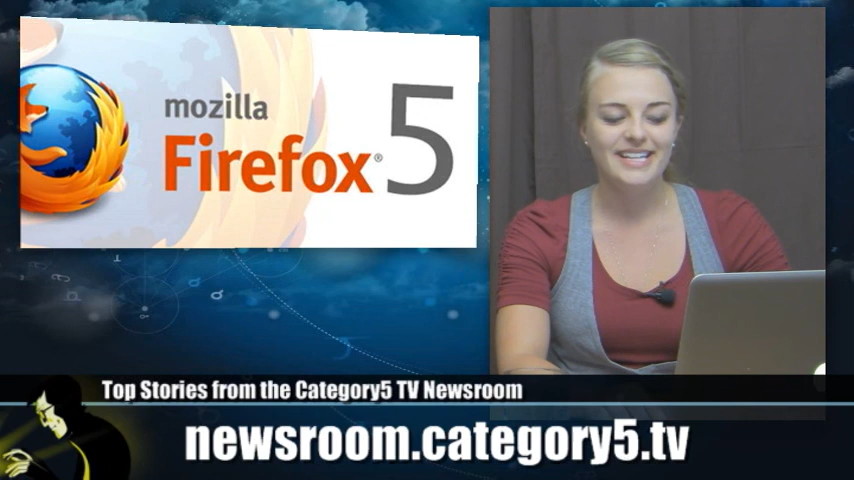 mozilla
Firefox® 5
Top Stories from the Category5 TV Newsroom
newsroom.category5.tv